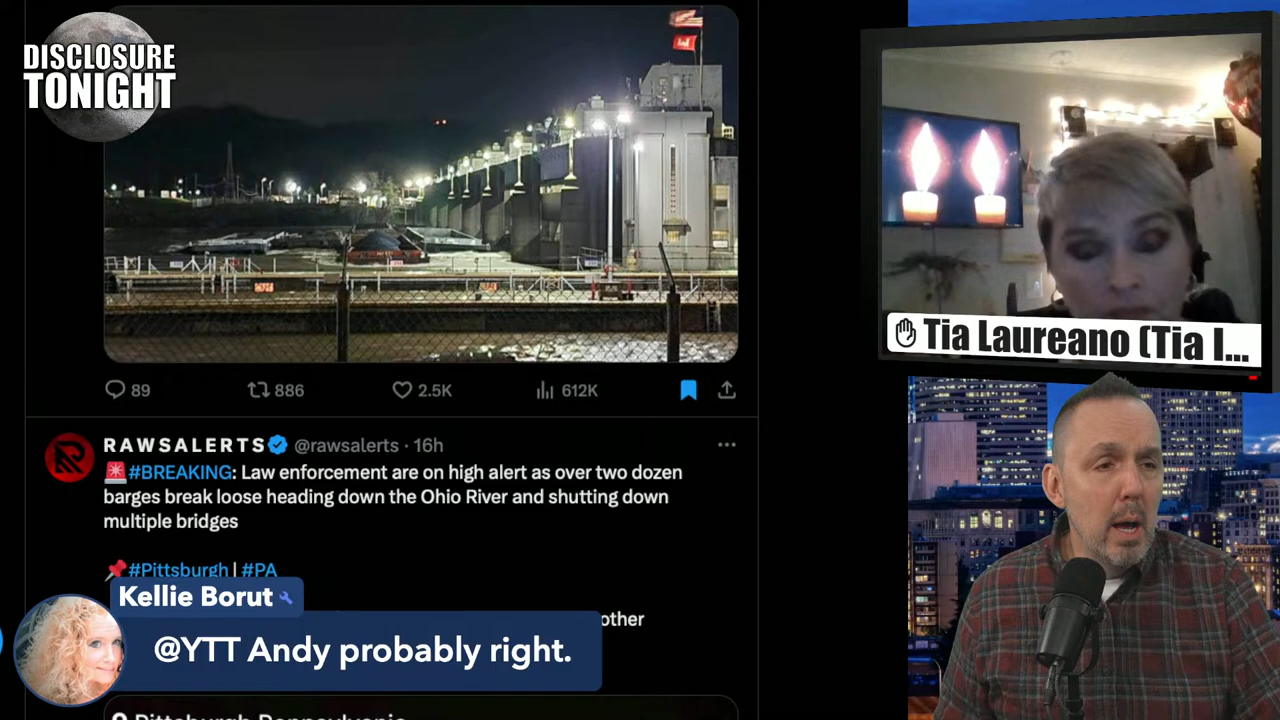 DISCLOSURE
TONIGHT
89
886
2.5K
612K
RAWSALERTS @rawsalerts · 16h
#BREAKING: Law enforcement are on high alert as over two dozen
barges break loose heading down the Ohio River and shutting down
multiple bridges
#Pittsburgh | #PA
other
Kellie Borut
@YTT Andy probably right.
Pittsburgh Pennsylvania
Tia Laureano (Tia l...